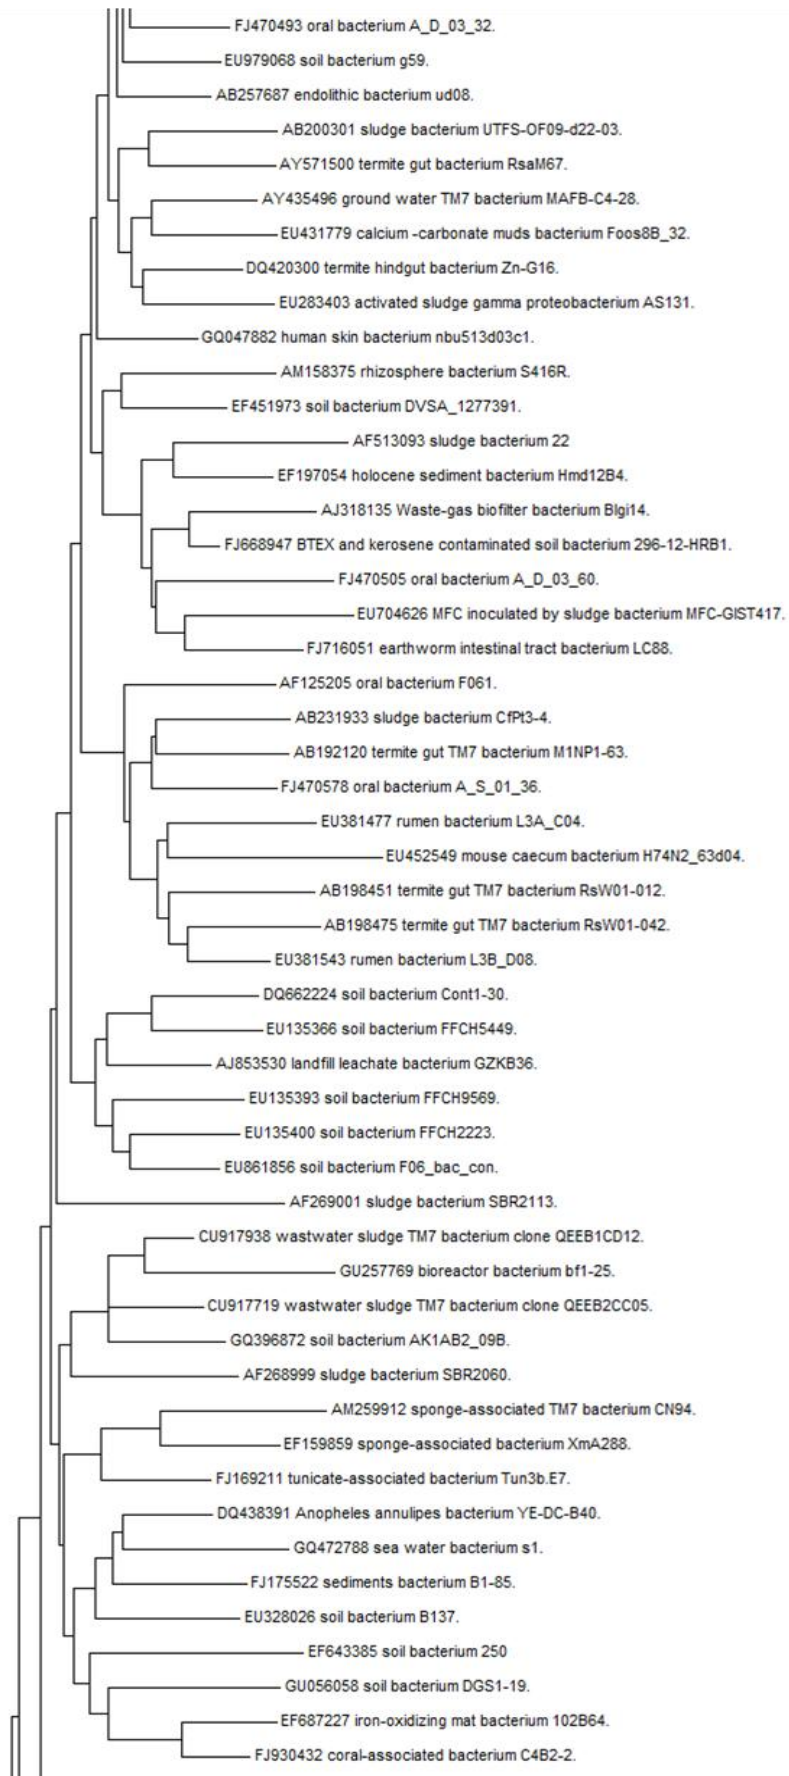 FJ470493 oral bacterium A_D_03_32.
EU979068 soil bacterium g59.
AB257687 endolithic bacterium ud08.
AB200301 sludge bacterium UTFS-OF09-d22-03.
AY571500 termite gut bacterium RsaM67.
AY435496 ground water TM7 bacterium MAFB-C4-28.
EU431779 calcium -carbonate muds bacterium Foos8B_32.
DQ420300 termite hindgut bacterium Zn-G16.
EU283403 activated sludge gamma proteobacterium AS131.
GQ047882 human skin bacterium nbu513d03c1.
AM158375 rhizosphere bacterium S416R.
EF451973 soil bacterium DVSA_1277391.
AF513093 sludge bacterium 22
EF197054 holocene sediment bacterium Hmd12B4.
AJ318135 Waste-gas biofilter bacterium Blgi14.
FJ668947 BTEX and kerosene contaminated soil bacterium 296-12-HRB1.
FJ470505 oral bacterium A_D_03_60.
EU704626 MFC inoculated by sludge bacterium MFC-GIST417.
FJ716051 earthworm intestinal tract bacterium LC88.
AF125205 oral bacterium F061.
AB231933 sludge bacterium CfPt3-4.
AB192120 termite gut TM7 bacterium M1NP1-63.
FJ470578 oral bacterium A_S_01_36.
EU381477 rumen bacterium L3A_C04.
EU452549 mouse caecum bacterium H74N2_63d04.
AB198451 termite gut TM7 bacterium RsW01-012.
AB198475 termite gut TM7 bacterium RsW01-042.
EU381543 rumen bacterium L3B_D08.
DQ662224 soil bacterium Cont1-30.
EU135366 soil bacterium FFCH5449.
AJ853530 landfill leachate bacterium GZKB36.
EU135393 soil bacterium FFCH9569.
EU135400 soil bacterium FFCH2223.
EU861856 soil bacterium F06_bac_con.
AF269001 sludge bacterium SBR2113.
CU917938 wastwater sludge TM7 bacterium clone QEEB1CD12.
GU257769 bioreactor bacterium bf1-25.
CU917719 wastwater sludge TM7 bacterium clone QEEB2CC05.
GQ396872 soil bacterium AK1AB2_09B.
AF268999 sludge bacterium SBR2060.
AM259912 sponge-associated TM7 bacterium CN94.
EF159859 sponge-associated bacterium XmA288.
FJ169211 tunicate-associated bacterium Tun3b.E7.
DQ438391 Anopheles annulipes bacterium YE-DC-B40.
GQ472788 sea water bacterium s1.
FJ175522 sediments bacterium B1-85.
EU328026 soil bacterium B137.
EF643385 soil bacterium 250
GU056058 soil bacterium DGS1-19.
EF687227 iron-oxidizing mat bacterium 102B64.
FJ930432 coral-associated bacterium C4B2-2.